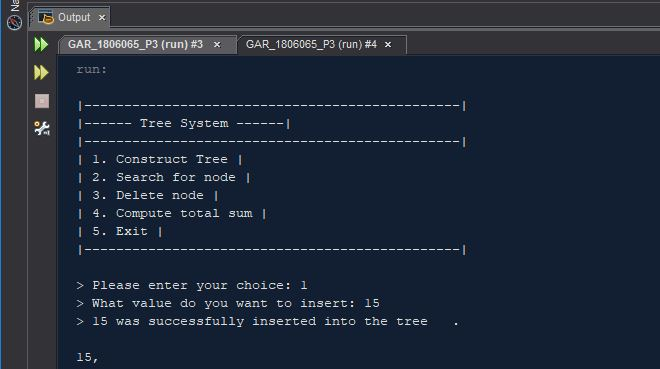 Na
Output
GAR_1806065_P3 (run) #3 GAR_1806065_P3 (run) #4
run:
|-----------------------------------------------|
|------ Tree System ------|
|-----------------------------------------------|
| 1. Construct Tree |
| 2. Search for node |
| 3. Delete node |
| 4. Compute total sum |
| 5. Exit |
|-----------------------------------------------|
> Please enter your choice: 1
> What value do you want to insert: 15
> 15 was successfully inserted into the tree   .
15,